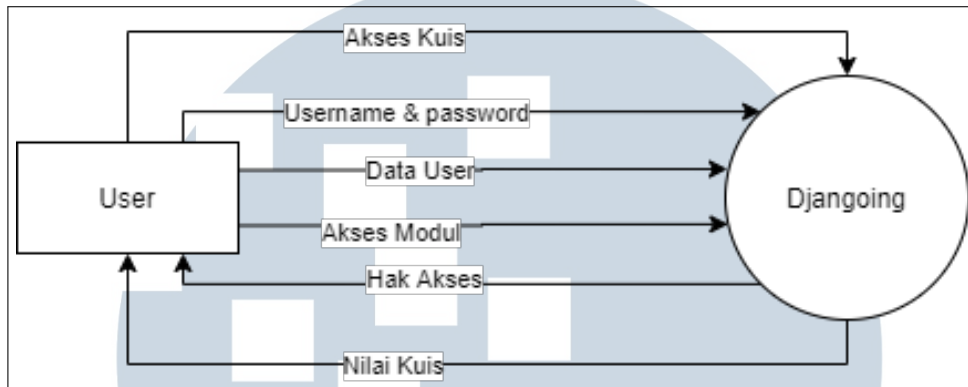 Akses Kuis
Username & password
Data User
User
Djangoing
Akses Modul
Hak Akses
Nilai Kuis